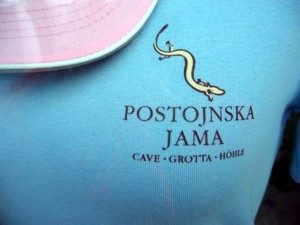 POSTOJNSKA
JAMA
CAVE · GROTTA · HÖHLE